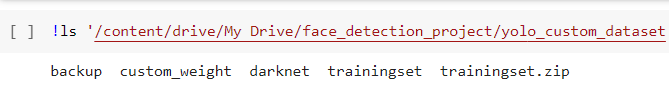 [ ] !ls '/content/drive/My Drive/face_detection_project/yolo_custom_dataset
backup custom_weight darknet trainingset trainingset.zip